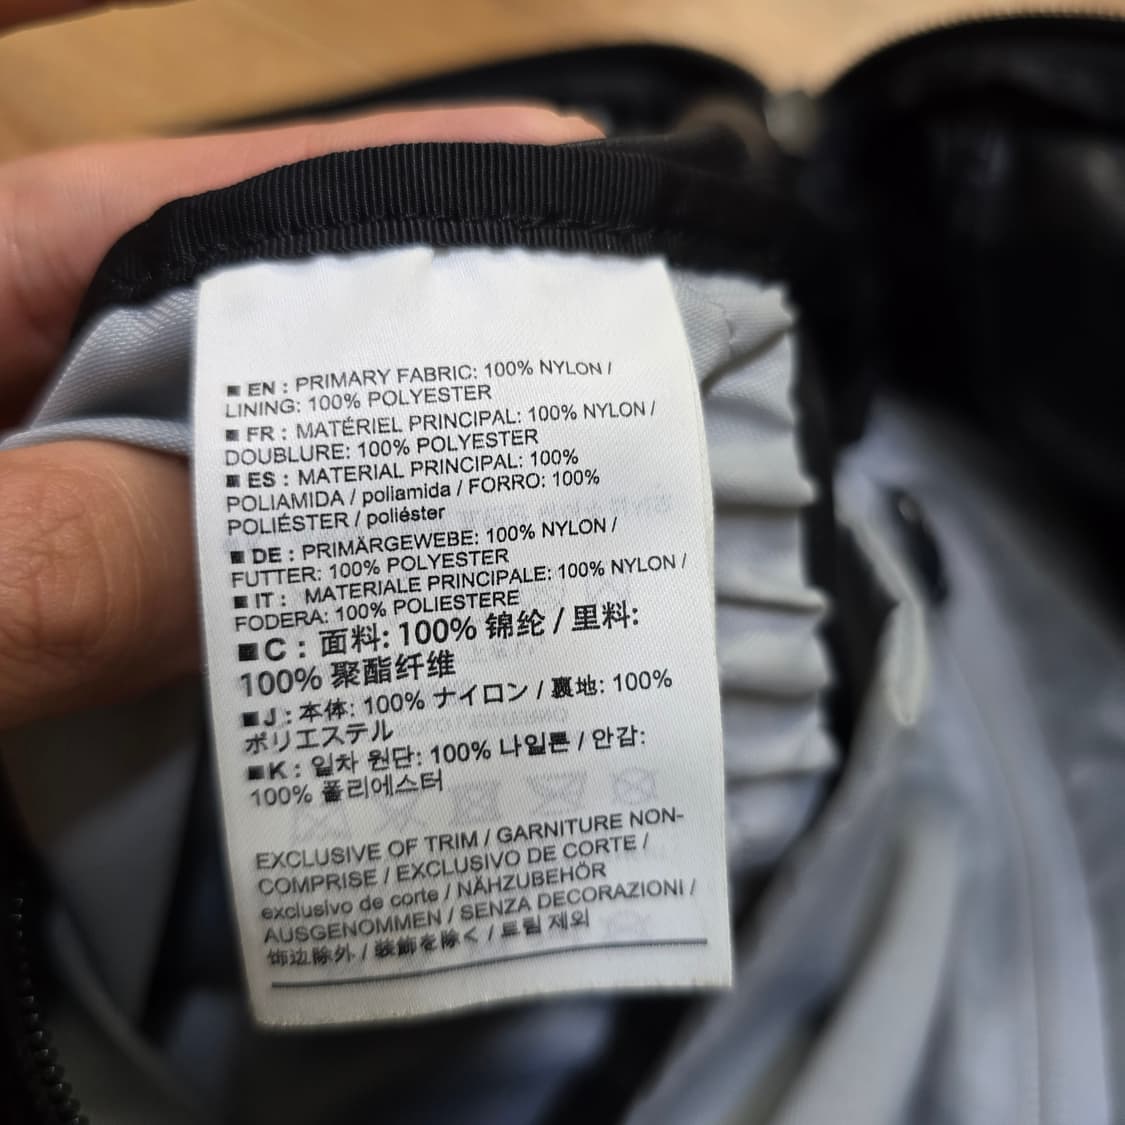 ■ EN : PRIMARY FABRIC: 100% NYLON /
LINING: 100% POLYESTER
■ FR : MATÉRIEL PRINCIPAL: 100% NYLON /
DOUBLURE: 100% POLYESTER
■ ES : MATERIAL PRINCIPAL: 100%
POLIAMIDA / poliamida / FORRO: 100%
POLIÉSTER / poliéster
■ DE : PRIMÄRGEWEBE: 100% NYLON /
FUTTER: 100% POLYESTER
■ IT : MATERIALE PRINCIPALE: 100% NYLON /
FODERA: 100% POLIESTERE
■ C : 面料: 100% 锦纶 / 里料:
100% 聚酯纤维
■ J : 本体: 100% ナイロン / 裏地: 100%
ポリエステル
■ K : 일차 원단: 100% 나일론 / 안감:
100% 폴리에스터
EXCLUSIVE OF TRIM / GARNITURE NON-
COMPRISE / EXCLUSIVO DE CORTE /
exclusivo de corte / NÄHZUBEHÖR
AUSGENOMMEN / SENZA DECORAZIONI /
饰边除外 / 装飾を除く / 트림 제외